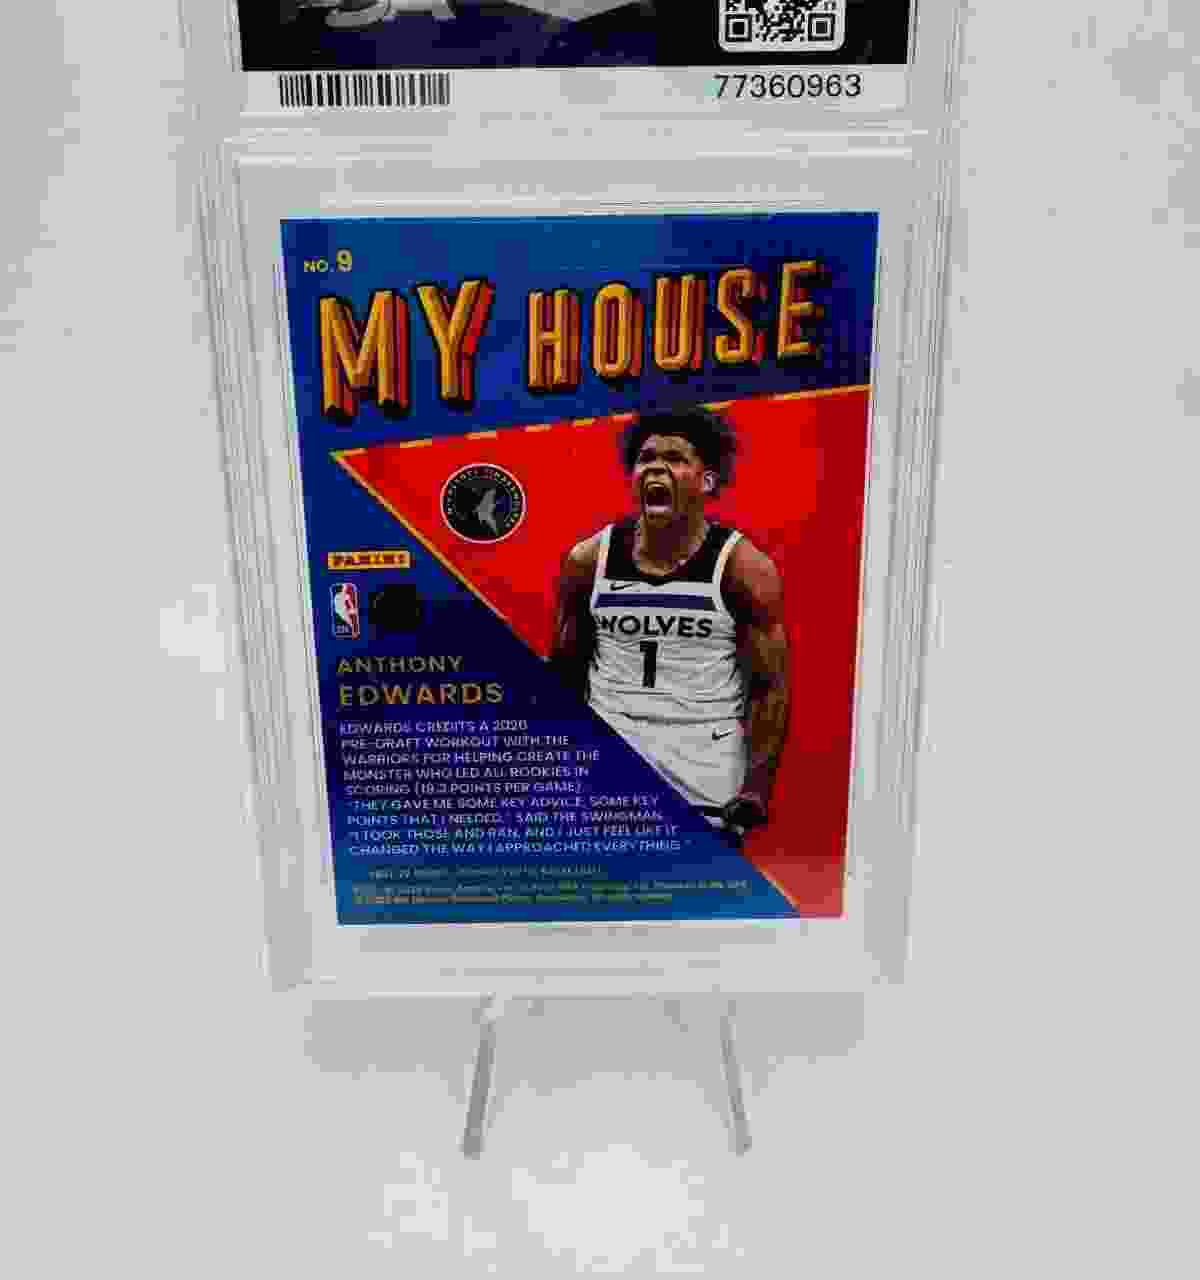 77360963
NO. 9
MY HOUSE
PANINI
WOLVES
1
ANTHONY
EDWARDS
EDWARDS CREDITS A 2020
PRE-DRAFT WORKOUT WITH THE
WARRIORS FOR HELPING CREATE THE
MONSTER WHO LED ALL ROOKIES IN
SCORING (19.3 POINTS PER GAME).
"THEY GAVE ME SOME KEY ADVICE, SOME KEY
POINTS THAT I NEEDED," SAID THE SWINGMAN.
"I TOOK THOSE AND RAN, AND I JUST FEEL LIKE IT
CHANGED THE WAY I APPROACHED EVERYTHING."